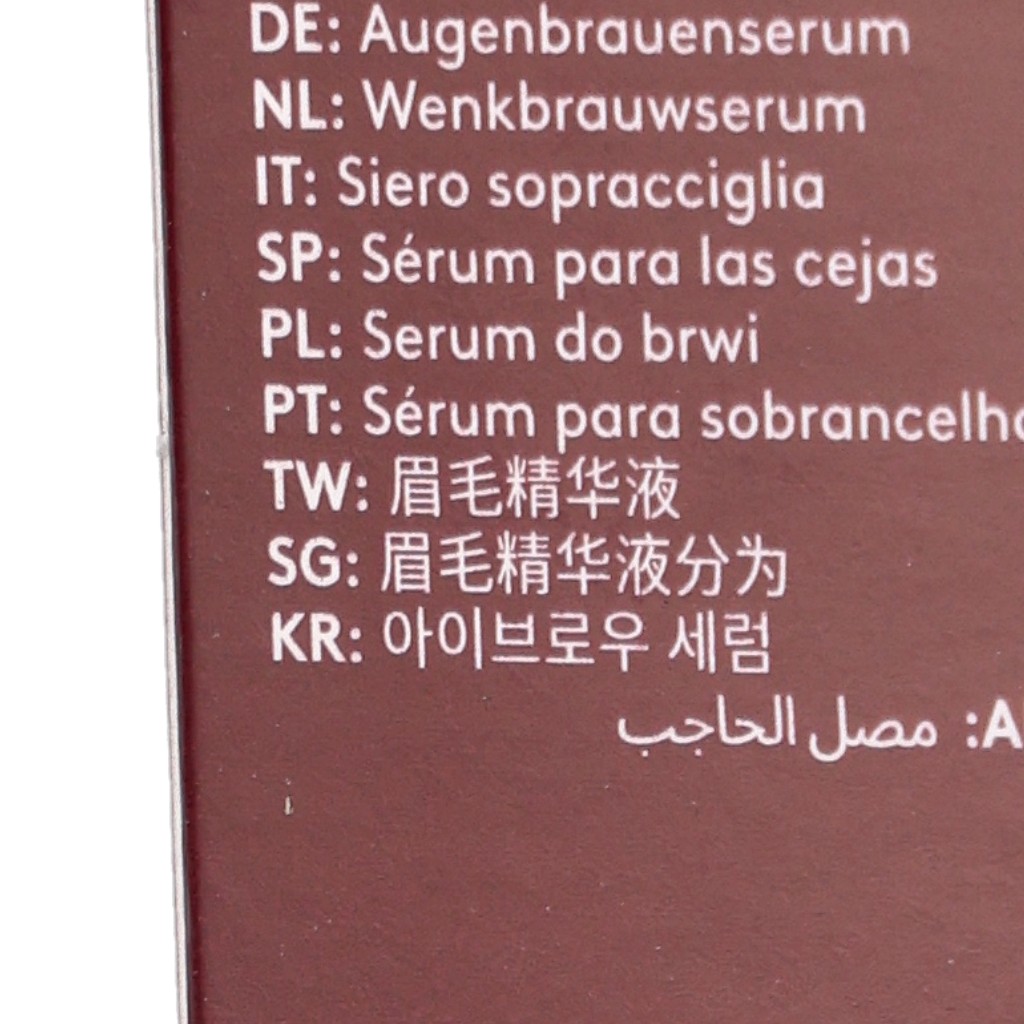 DE: Augenbrauenserum
NL: Wenkbrauwserum
IT: Siero sopracciglia
SP: Sérum para las cejas
PL: Serum do brwi
PT: Sérum para
TW: 眉毛精华液
SG: 眉毛精华液分为
KR: 아이브로우 세럼
مصل الحاجب